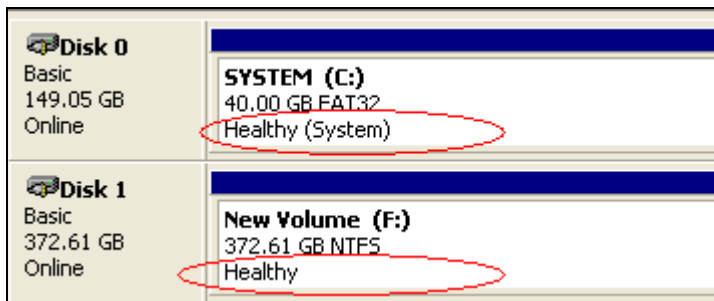 Disk 0
Basic
149.05 GB
Online
SYSTEM (C:)
40.00 GB FAT32
Healthy (System)
Disk 1
Basic
372.61 GB
Online
New Volume (F:)
372.61 GB NTFS
Healthy